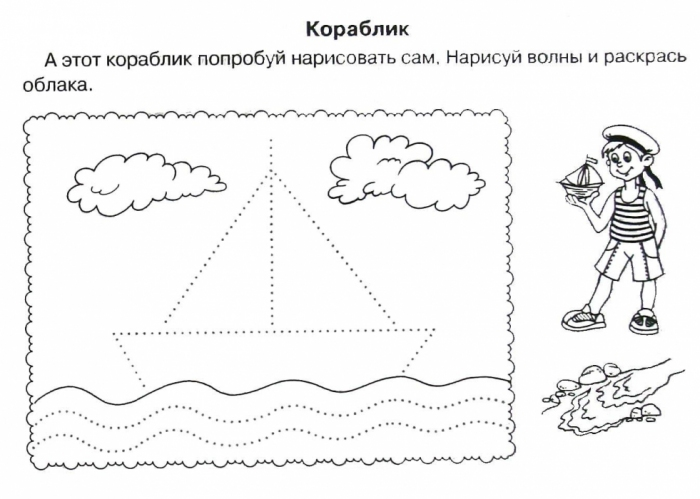 Кораблик
А этот кораблик попробуй нарисовать сам. Нарисуй волны и раскрась
облака.